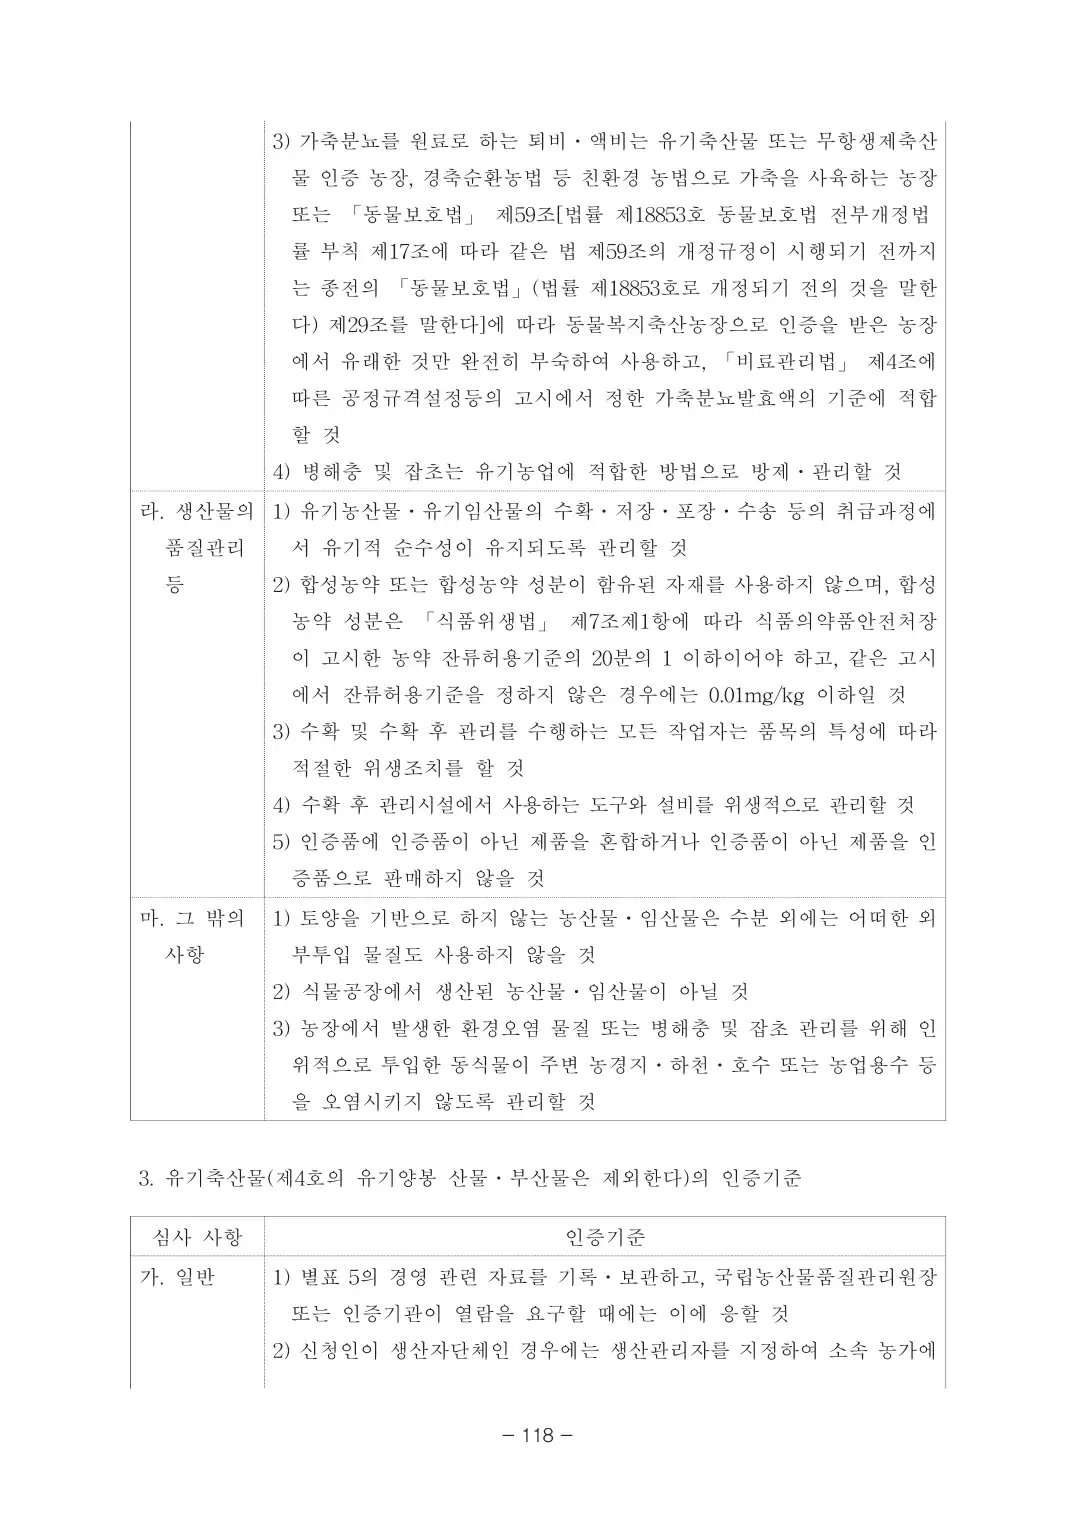 3) 가축분뇨를 원료로 하는 퇴비·액비는 유기축산물 또는 무항생제축산
물 인증 농장, 경축순환농법 등 친환경 농법으로 가축을 사육하는 농장
또는 「동물보호법」 제59조[법률 제18853호 동물보호법 전부개정법
률 부칙 제17조에 따라 같은 법 제59조의 개정규정이 시행되기 전까지
는 종전의 「동물보호법」(법률 제18853호로 개정되기 전의 것을 말한
다) 제29조를 말한다]에 따라 동물복지축산농장으로 인증을 받은 농장
에서 유래한 것만 완전히 부숙하여 사용하고, 「비료관리법」 제4조에
따른 공정규격설정등의 고시에서 정한 가축분뇨발효액의 기준에 적합
할 것
4) 병해충 및 잡초는 유기농업에 적합한 방법으로 방제·관리할 것
라. 생산물의 1) 유기농산물·유기임산물의 수확·저장·포장·수송 등의 취급과정에
품질관리 서 유기적 순수성이 유지되도록 관리할 것
등 2) 합성농약 또는 합성농약 성분이 함유된 자재를 사용하지 않으며, 합성
농약 성분은 「식품위생법」 제7조제1항에 따라 식품의약품안전처장
이 고시한 농약 잔류허용기준의 20분의 1 이하이어야 하고, 같은 고시
에서 잔류허용기준을 정하지 않은 경우에는 0.01mg/kg 이하일 것
3) 수확 및 수확 후 관리를 수행하는 모든 작업자는 품목의 특성에 따라
적절한 위생조치를 할 것
4) 수확 후 관리시설에서 사용하는 도구와 설비를 위생적으로 관리할 것
5) 인증품에 인증품이 아닌 제품을 혼합하거나 인증품이 아닌 제품을 인
증품으로 판매하지 않을 것
마. 그 밖의 1) 토양을 기반으로 하지 않는 농산물·임산물은 수분 외에는 어떠한 외
사항 부투입 물질도 사용하지 않을 것
2) 식물공장에서 생산된 농산물·임산물이 아닐 것
3) 농장에서 발생한 환경오염 물질 또는 병해충 및 잡초 관리를 위해 인
위적으로 투입한 동식물이 주변 농경지·하천·호수 또는 농업용수 등
을 오염시키지 않도록 관리할 것
3. 유기축산물(제4호의 유기양봉 산물·부산물은 제외한다)의 인증기준
심사 사항 인증기준
가. 일반 1) 별표 5의 경영 관련 자료를 기록·보관하고, 국립농산물품질관리원장
또는 인증기관이 열람을 요구할 때에는 이에 응할 것
2) 신청인이 생산자단체인 경우에는 생산관리자를 지정하여 소속 농가에
- 118 -